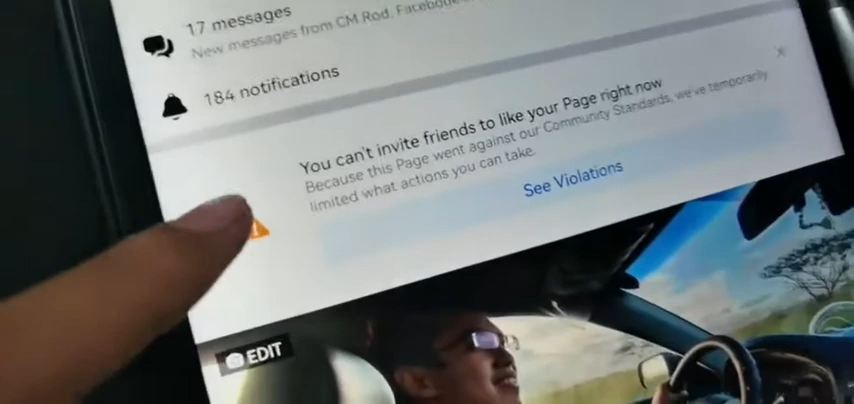 17 messages
New messages from CM Rod, Facebook
184 notifications
You can't invite friends to like your Page right now
Because this Page went against our Community Standards, we've temporarily
limited what actions you can take.
See Violations
EDIT